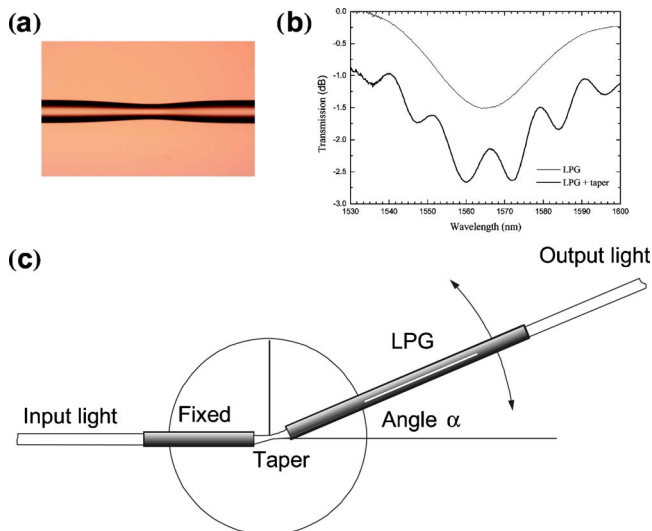 (a)
(b)
0.0
-0.5
-1.0
-1.5
-2.0
-2.5
-3.0
Transmission (dB)
LPG
LPG + taper
1530 1540 1550 1560 1570 1580 1590 1600
Wavelength (nm)
(c)
Output light
LPG
Input light
Fixed
Angle α
Taper